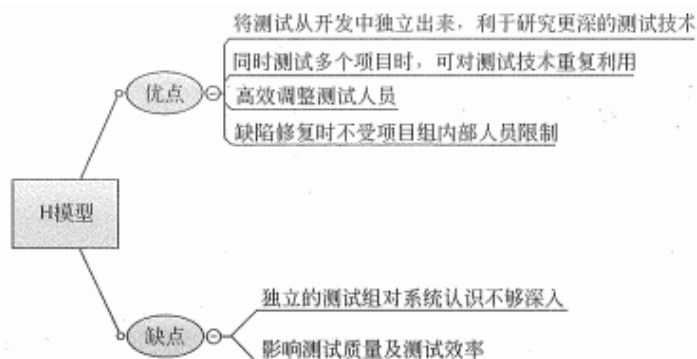 将测试从开发中独立出来，利于研究更深的测试技术
同时测试多个项目时，可对测试技术重复利用
优点
高效调整测试人员
缺陷修复时不受项目组内部人员限制
H模型
独立的测试组对系统认识不够深入
缺点
影响测试质量及测试效率